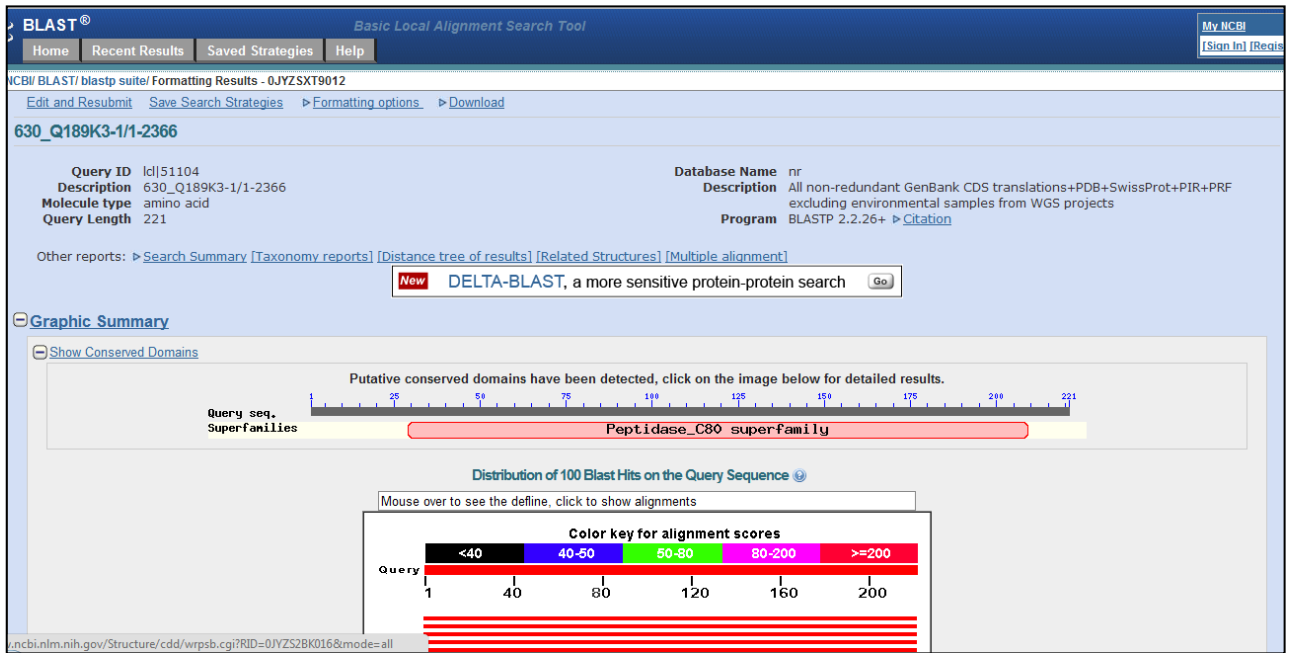 BLAST® Basic Local Alignment Search Tool My NCBI
Home Recent Results Saved Strategies Help [Sign In] [Regis
NCBI/ BLAST/ blastp suite/ Formatting Results - 0JYZSXT9012
Edit and Resubmit Save Search Strategies Formatting options Download
630_Q189K3-1/1-2366
Query ID lcl|51104 Database Name nr
Description 630_Q189K3-1/1-2366 Description All non-redundant GenBank CDS translations+PDB+SwissProt+PIR+PRF
Molecule type amino acid excluding environmental samples from WGS projects
Query Length 221 Program BLASTP 2.2.26+ Citation
Other reports: Search Summary [Taxonomy reports] [Distance tree of results] [Related Structures] [Multiple alignment]
New DELTA-BLAST, a more sensitive protein-protein search Go
Graphic Summary
Show Conserved Domains
Putative conserved domains have been detected, click on the image below for detailed results.
1 25 50 75 100 125 150 175 200 221
Query seq.
Superfamilies Peptidase_C80 superfamily
Distribution of 100 Blast Hits on the Query Sequence
Mouse over to see the defline, click to show alignments
Color key for alignment scores
<40 40-50 50-80 80-200 >=200
Query
1 40 80 120 160 200
v.ncbi.nlm.nih.gov/Structure/cdd/wrpsb.cgi?RID=0JYZS2BK016&mode=all